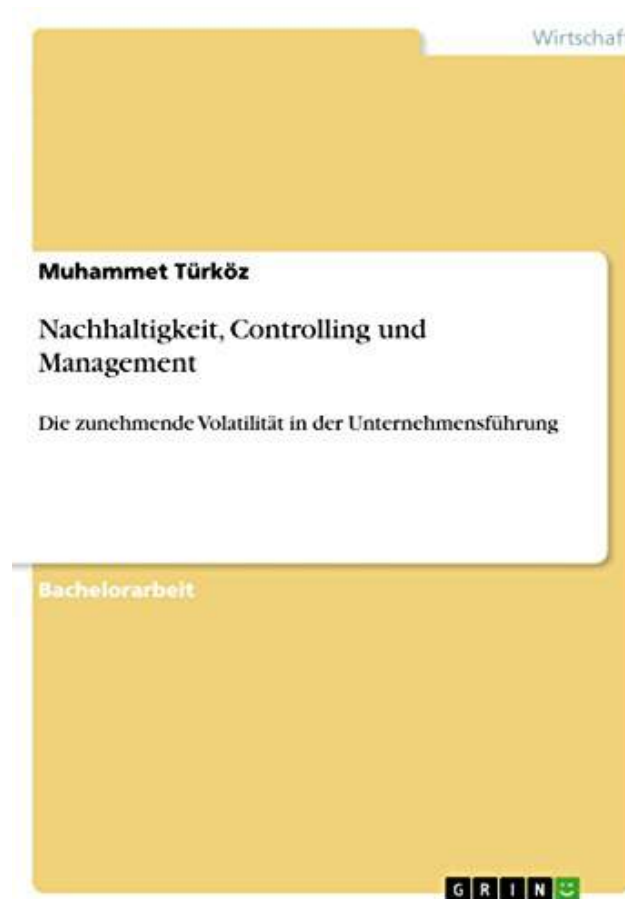 Wirtschaf
Muhammet Türköz
Nachhaltigkeit, Controlling und
Management
Die zunehmende Volatilität in der Unternehmensführung
Bachelorarbeit
GRIN